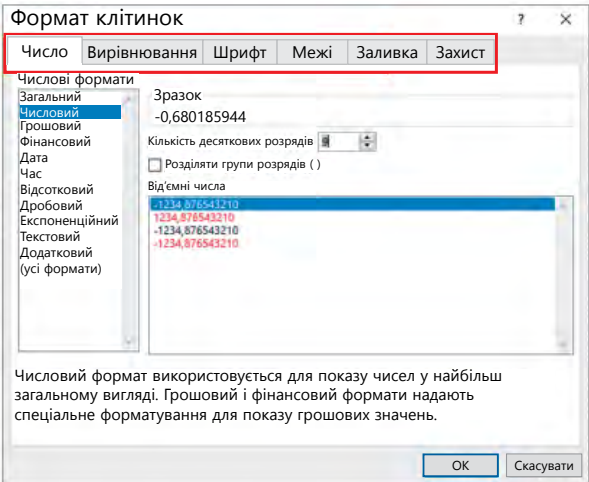 Формат клітинок
? ×
Число Вирівнювання Шрифт Межі Заливка Захист
Числові формати
Загальний
Числовий
Грошовий
Фінансовий
Дата
Час
Відсотковий
Дробовий
Експоненційний
Текстовий
Додатковий
(усі формати)
Зразок
-0,680185944
Кількість десяткових розрядів 9
Розділяти групи розрядів ( )
Від’ємні числа
-1234,876543210
1234,876543210
-1234,876543210
-1234,876543210
Числовий формат використовується для показу чисел у найбільш
загальному вигляді. Грошовий і фінансовий формати надають
спеціальне форматування для показу грошових значень.
ОК Скасувати